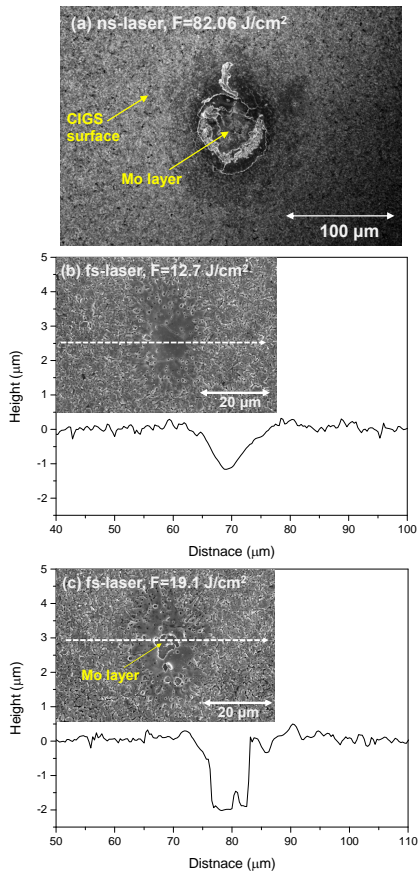 (a) ns-laser, F=82.06 J/cm²
CIGS
surface
Mo layer
100 µm
(b) fs-laser, F=12.7 J/cm²
20 µm
5
4
3
2
1
0
-1
-2
Height (µm)
40 50 60 70 80 90 100
Distnace (µm)
(c) fs-laser, F=19.1 J/cm²
Mo layer
20 µm
5
4
3
2
1
0
-1
-2
Height (µm)
50 60 70 80 90 100 110
Distnace (µm)